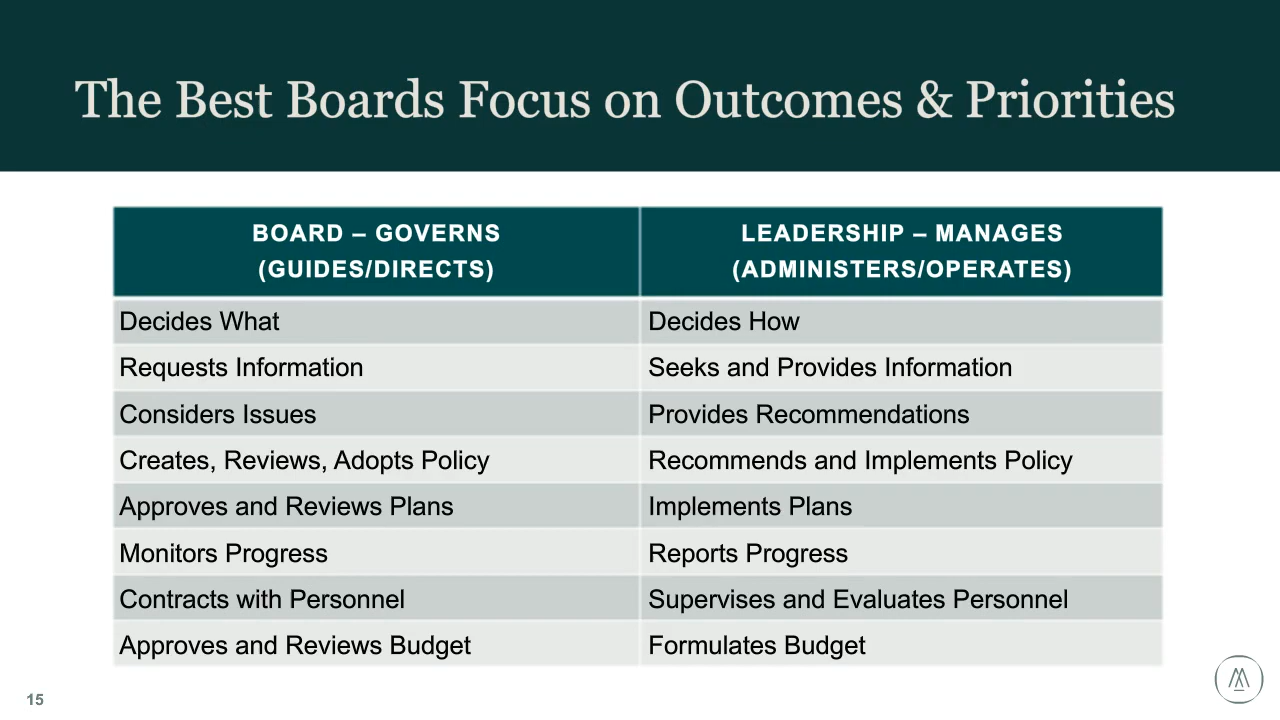 The Best Boards Focus on Outcomes & Priorities
BOARD – GOVERNS
(GUIDES/DIRECTS)
LEADERSHIP – MANAGES
(ADMINISTERS/OPERATES)
Decides What
Decides How
Requests Information
Seeks and Provides Information
Considers Issues
Provides Recommendations
Creates, Reviews, Adopts Policy
Recommends and Implements Policy
Approves and Reviews Plans
Implements Plans
Monitors Progress
Reports Progress
Contracts with Personnel
Supervises and Evaluates Personnel
Approves and Reviews Budget
Formulates Budget
15